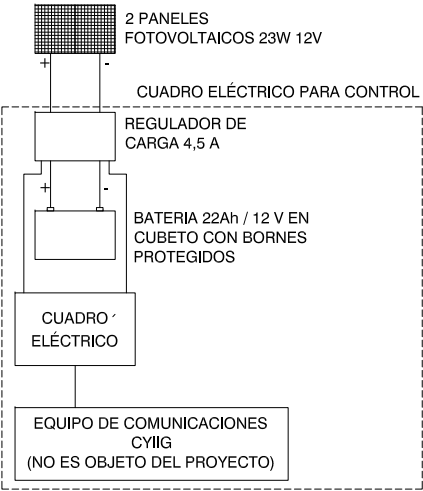 2 PANELES
FOTOVOLTAICOS 23W 12V
+ -
CUADRO ELÉCTRICO PARA CONTROL
REGULADOR DE
CARGA 4,5 A
+ -
BATERIA 22Ah / 12 V EN
CUBETO CON BORNES
PROTEGIDOS
CUADRO
ELÉCTRICO
EQUIPO DE COMUNICACIONES
CYIIG
(NO ES OBJETO DEL PROYECTO)